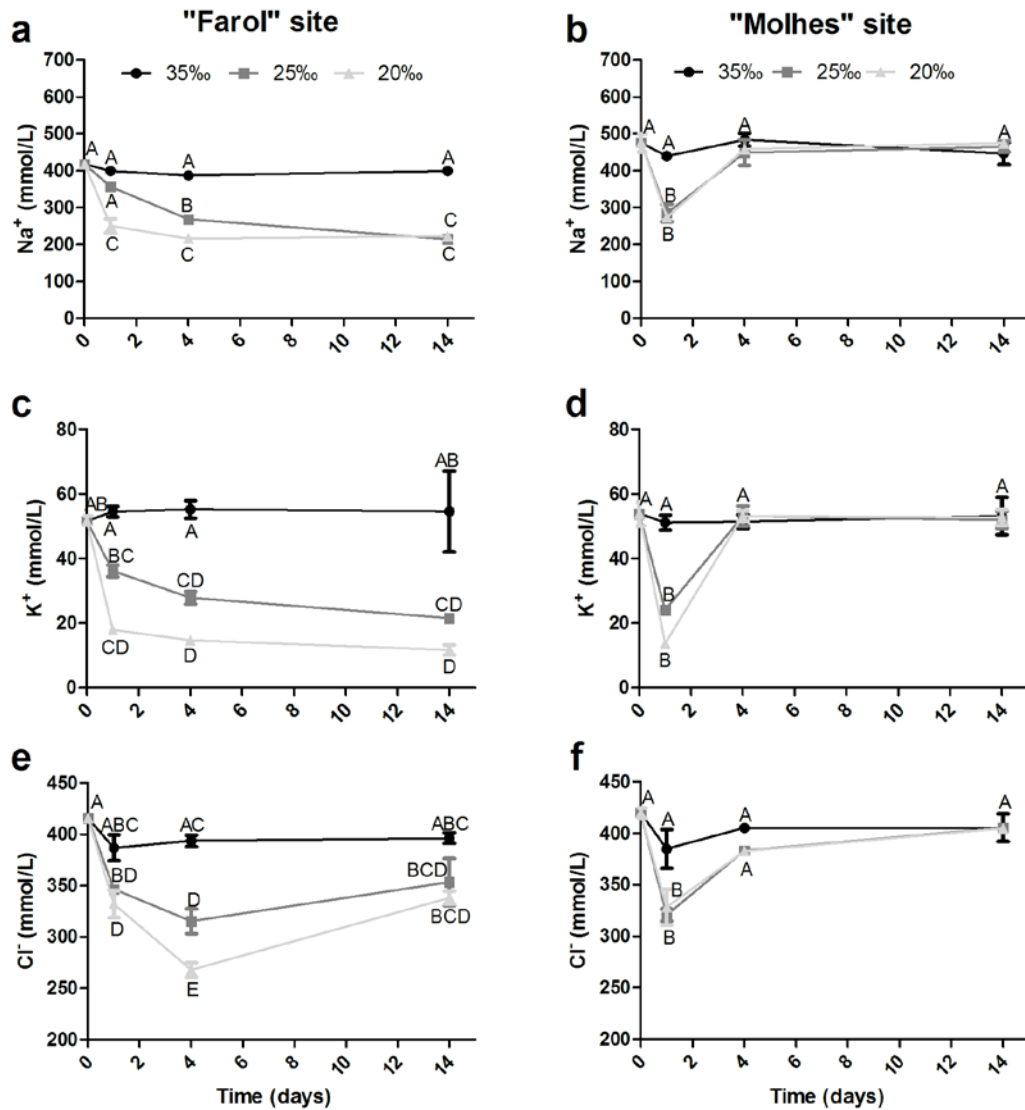 "Farol" site
"Molhes" site
a
700
600
500
400
300
200
100
0
Na⁺ (mmol/L)
35‰ 25‰ 20‰
A A A A
A B C
C C C
0 2 4 6 8 10 12 14
b
700
600
500
400
300
200
100
0
Na⁺ (mmol/L)
35‰ 25‰ 20‰
A A A A
B
B
0 2 4 6 8 10 12 14
c
80
60
40
20
0
K⁺ (mmol/L)
AB A A AB
BC CD CD
CD D D
0 2 4 6 8 10 12 14
d
80
60
40
20
0
K⁺ (mmol/L)
A A A A
B
B
0 2 4 6 8 10 12 14
e
450
400
350
300
250
200
Cl⁻ (mmol/L)
A ABC AC ABC
BD D BCD
D E BCD
0 2 4 6 8 10 12 14
Time (days)
f
450
400
350
300
250
200
Cl⁻ (mmol/L)
A A A A
B A
B
0 2 4 6 8 10 12 14
Time (days)